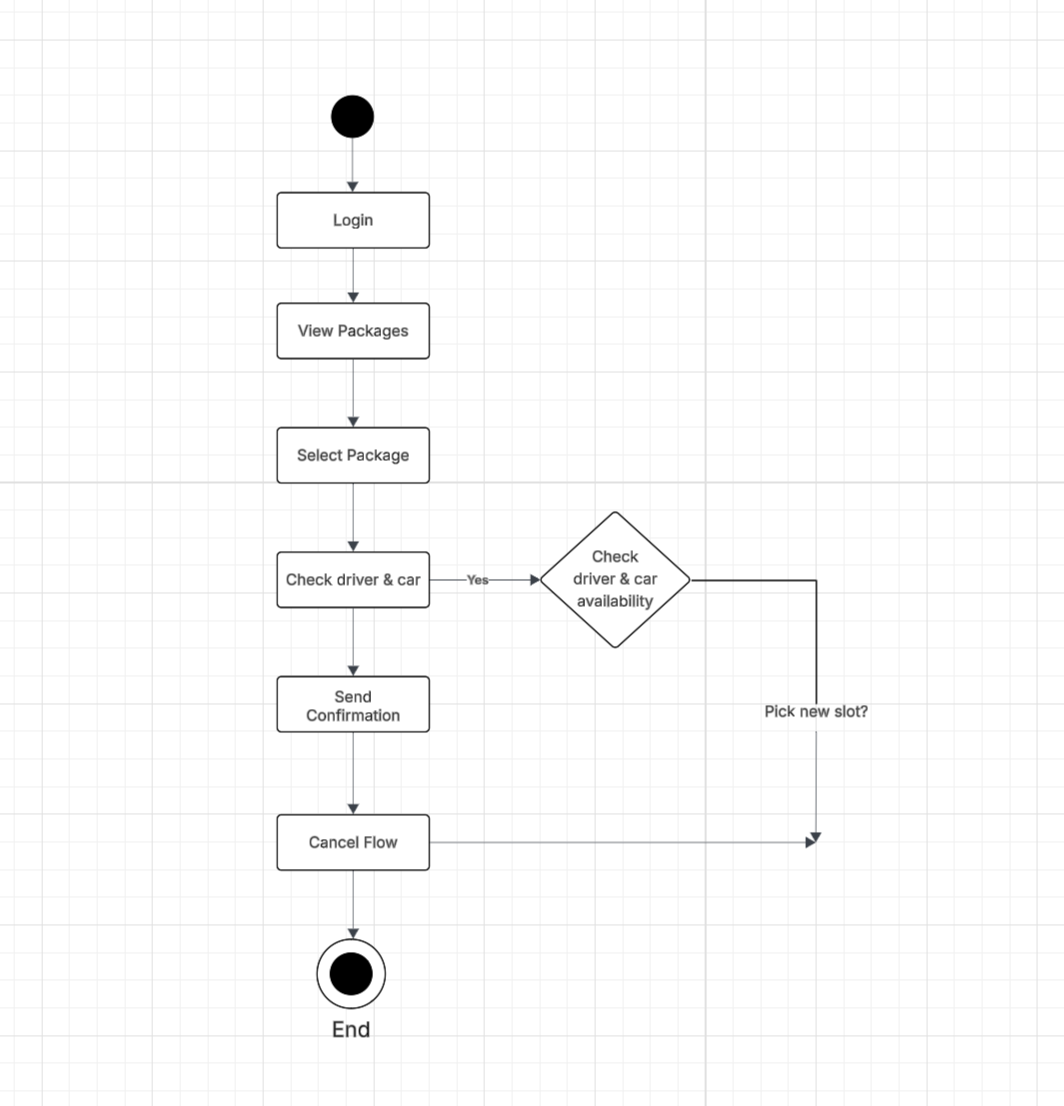 Login
View Packages
Select Package
Check driver & car
Yes
Check
driver & car
availability
Send
Confirmation
Pick new slot?
Cancel Flow
End